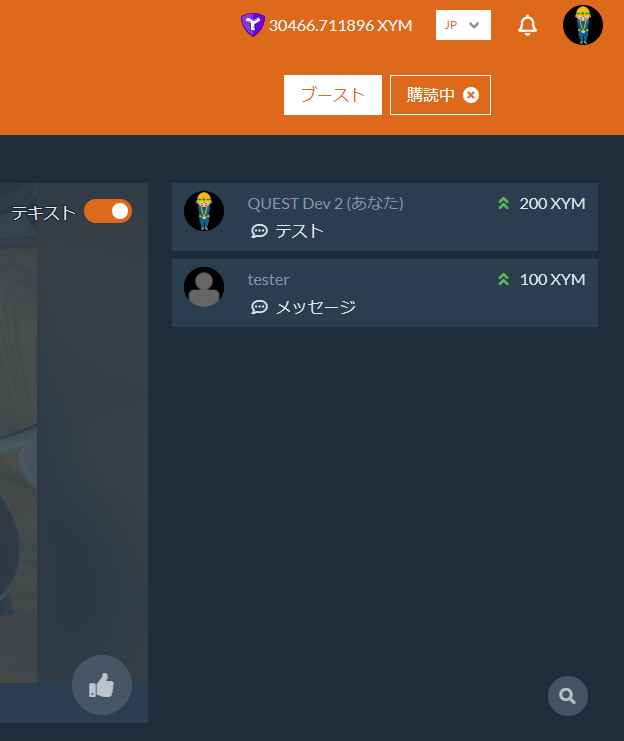 30466.711896 XYM
JP
ブースト
購読中
テキスト
QUEST Dev 2 (あなた)
200 XYM
テスト
tester
100 XYM
メッセージ